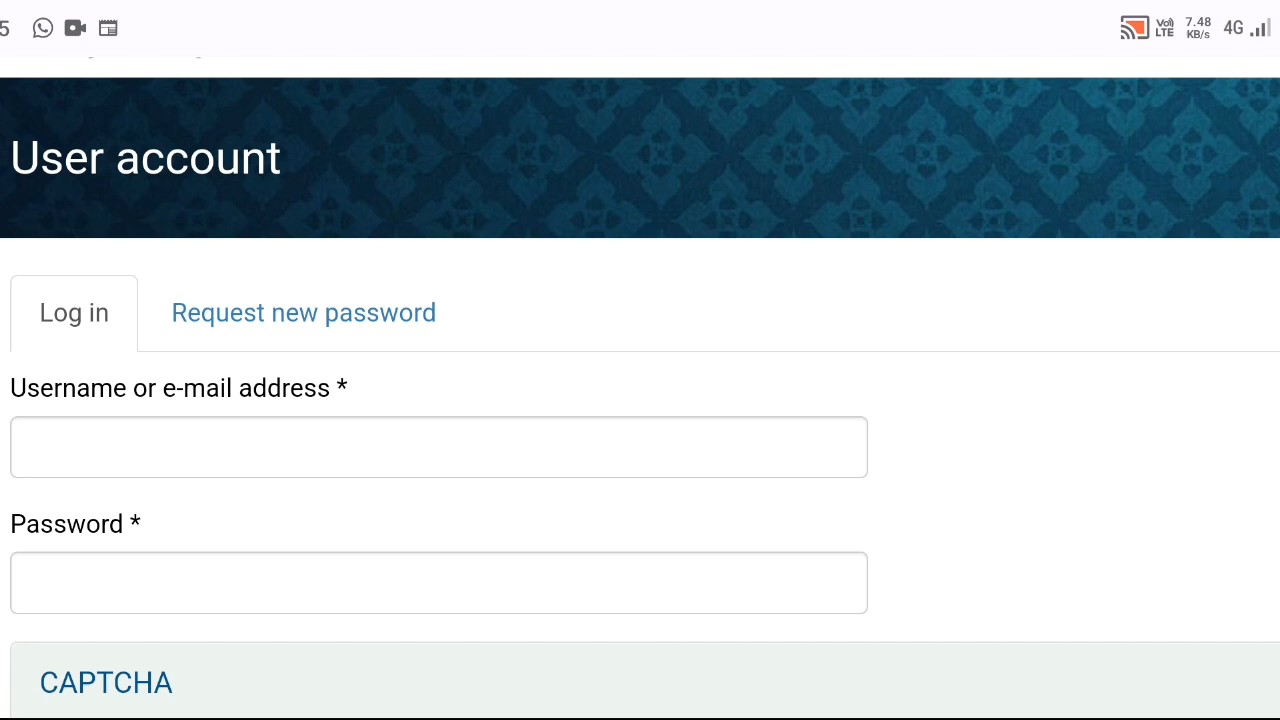 5
Vo) LTE 7.48 KB/s 4G
User account
Log in Request new password
Username or e-mail address *
Password *
CAPTCHA